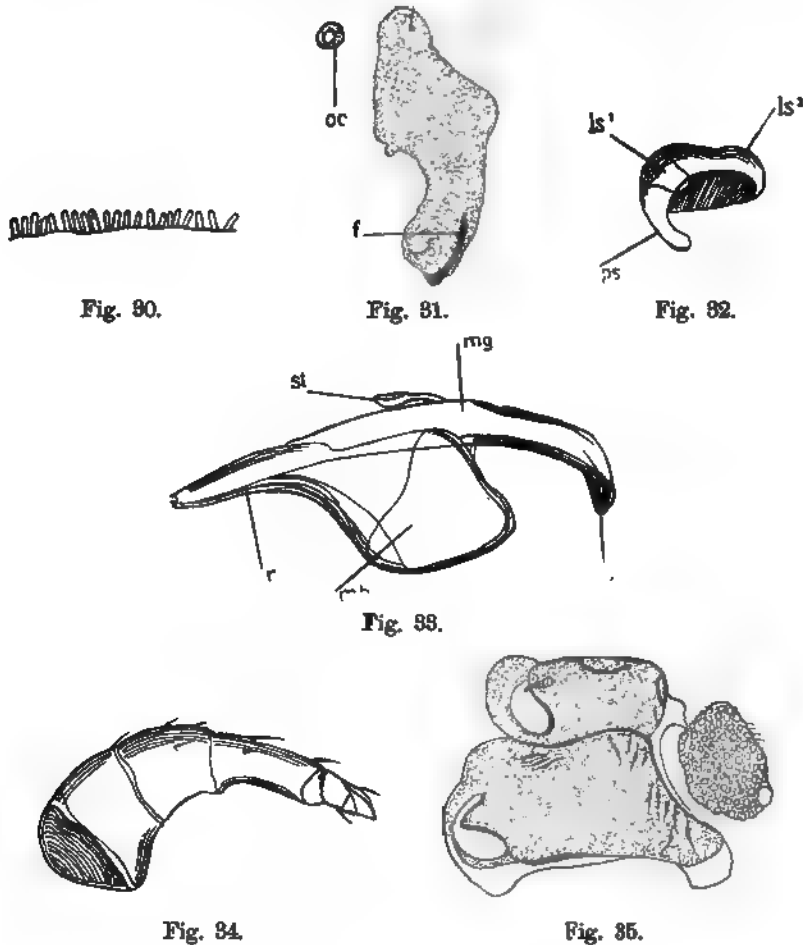 oc
ls¹
ls²
f
ps
Fig. 30.
Fig. 31.
Fig. 32.
mg
st
r
Fig. 33.
Fig. 34.
Fig. 35.